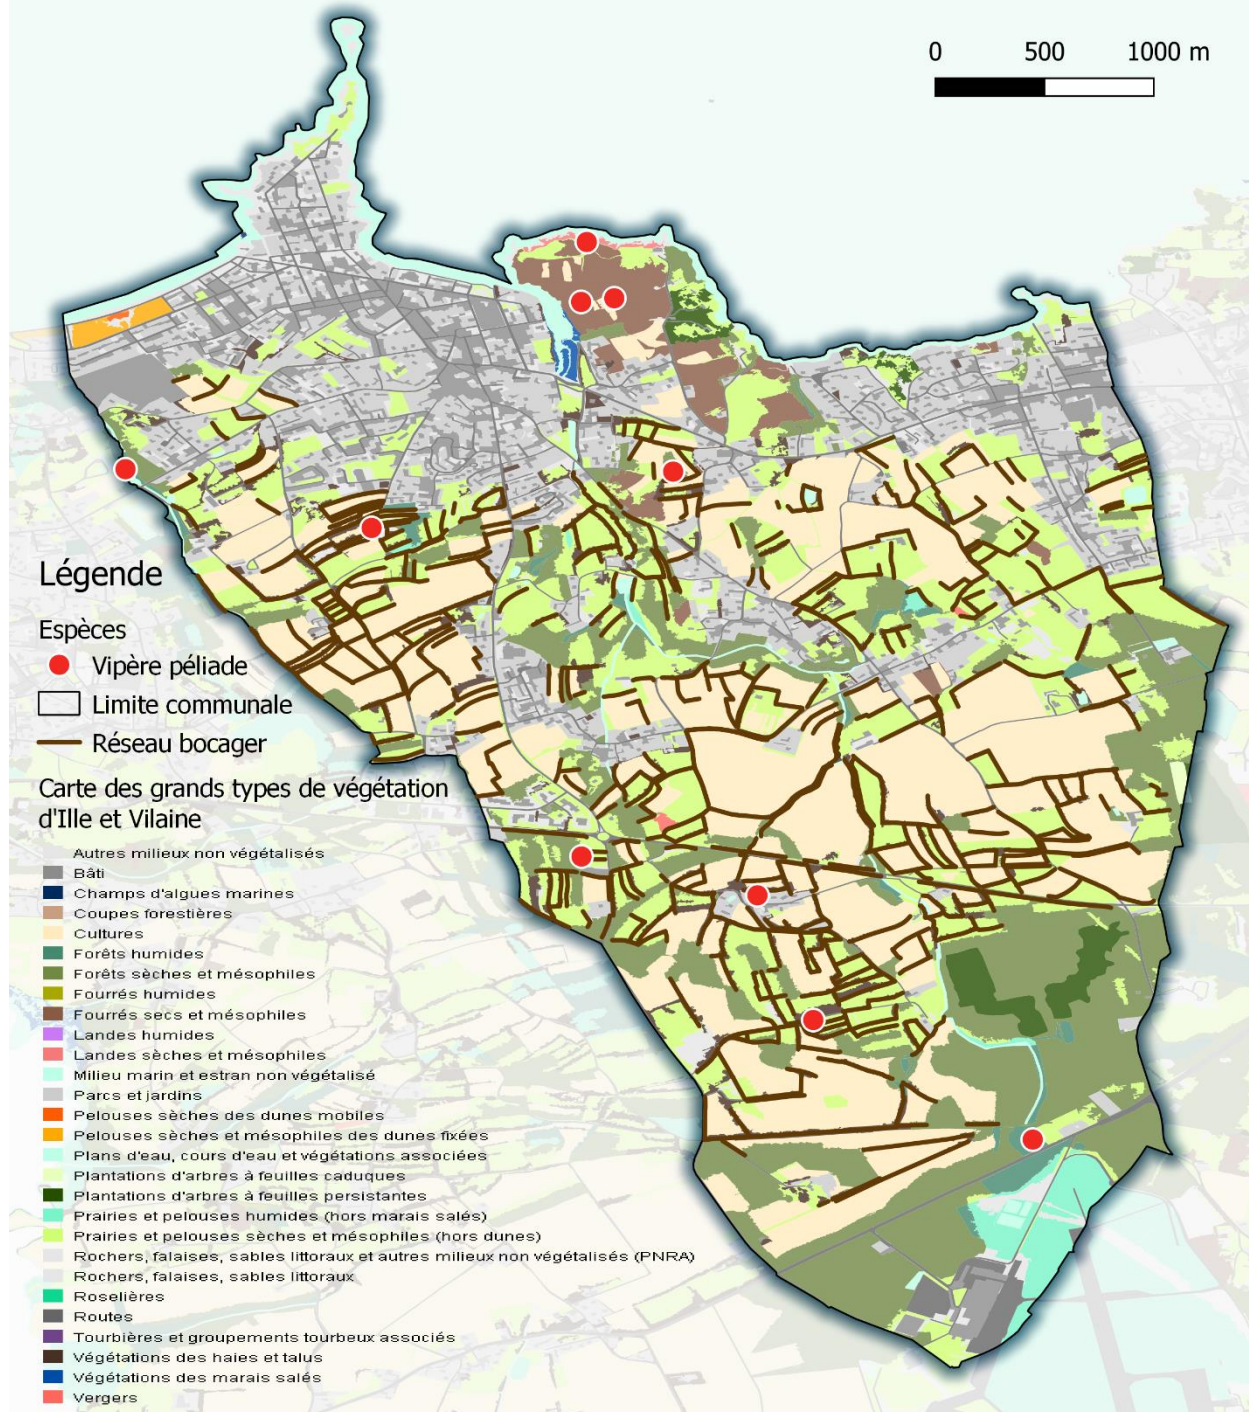 0 500 1000 m
Légende
Espèces
Vipère péliade
Limite communale
Réseau bocager
Carte des grands types de végétation
d'Ille et Vilaine
Autres milieux non végétalisés
Bâti
Champs d'algues marines
Coupes forestières
Cultures
Forêts humides
Forêts sèches et mésophiles
Fourrés humides
Fourrés secs et mésophiles
Landes humides
Landes sèches et mésophiles
Milieu marin et estran non végétalisé
Parcs et jardins
Pelouses sèches des dunes mobiles
Pelouses sèches et mésophiles des dunes fixées
Plans d'eau, cours d'eau et végétations associées
Plantations d'arbres à feuilles caduques
Plantations d'arbres à feuilles persistantes
Prairies et pelouses humides (hors marais salés)
Prairies et pelouses sèches et mésophiles (hors dunes)
Rochers, falaises, sables littoraux et autres milieux non végétalisés (PNRA)
Rochers, falaises, sables littoraux
Roselières
Routes
Tourbières et groupements tourbeux associés
Végétations des haies et talus
Végétations des marais salés
Vergers